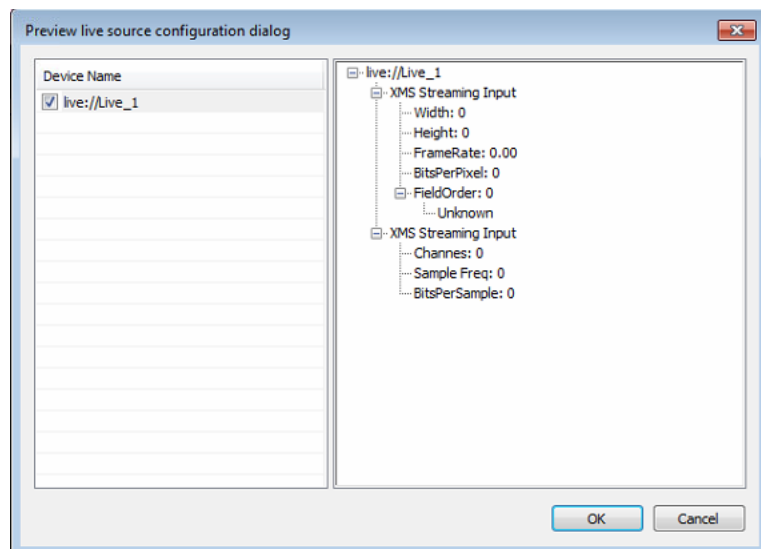 Preview live source configuration dialog
Device Name
live://Live_1
live://Live_1
XMS Streaming Input
Width: 0
Height: 0
FrameRate: 0.00
BitsPerPixel: 0
FieldOrder: 0
Unknown
XMS Streaming Input
Channes: 0
Sample Freq: 0
BitsPerSample: 0
OK
Cancel